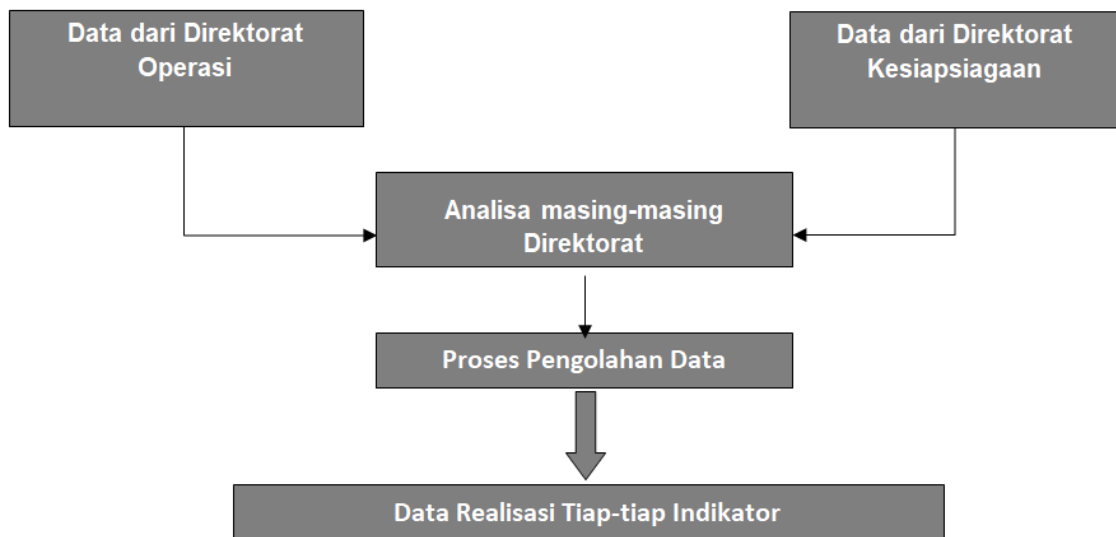 Data dari Direktorat
Operasi
Data dari Direktorat
Kesiapsiagaan
Analisa masing-masing
Direktorat
Proses Pengolahan Data
Data Realisasi Tiap-tiap Indikator